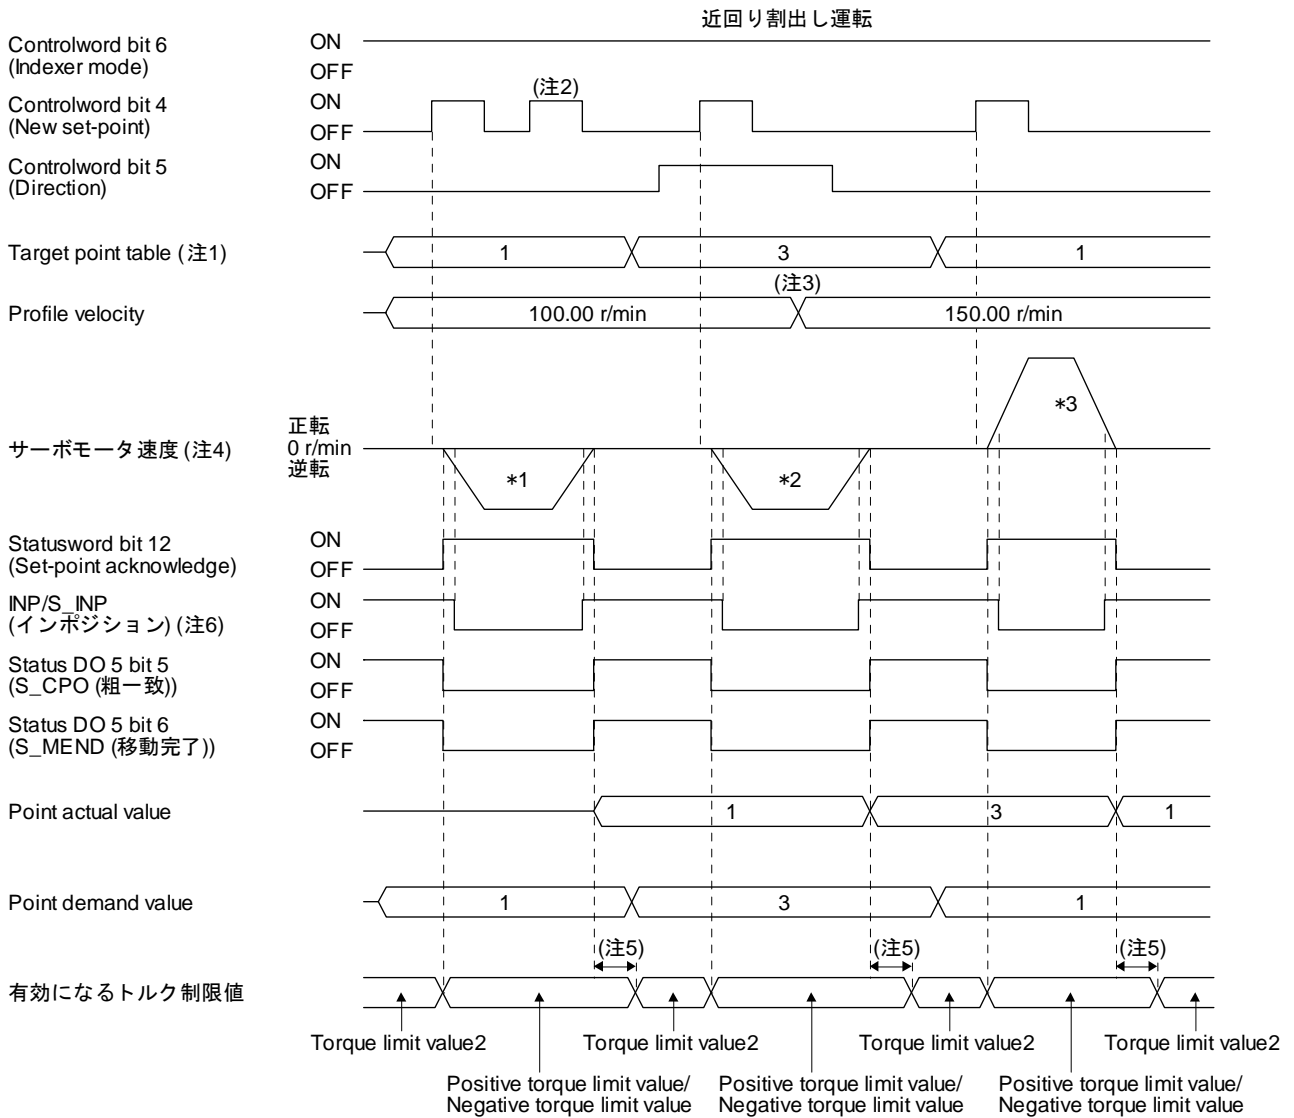 近回り割出し運転
Controlword bit 6
(Indexer mode)
ON
OFF
Controlword bit 4
(New set-point)
ON
OFF
(注2)
Controlword bit 5
(Direction)
ON
OFF
Target point table (注1)
1
3
1
Profile velocity
100.00 r/min
(注3)
150.00 r/min
サーボモータ速度 (注4)
正転
0 r/min
逆転
*1
*2
*3
Statusword bit 12
(Set-point acknowledge)
ON
OFF
INP/S_INP
(インポジション) (注6)
ON
OFF
Status DO 5 bit 5
(S_CPO (粗一致))
ON
OFF
Status DO 5 bit 6
(S_MEND (移動完了))
ON
OFF
Point actual value
1
3
1
Point demand value
1
3
1
(注5)
(注5)
(注5)
有効になるトルク制限値
Torque limit value2
Torque limit value2
Torque limit value2
Torque limit value2
Positive torque limit value/
Negative torque limit value
Positive torque limit value/
Negative torque limit value
Positive torque limit value/
Negative torque limit value